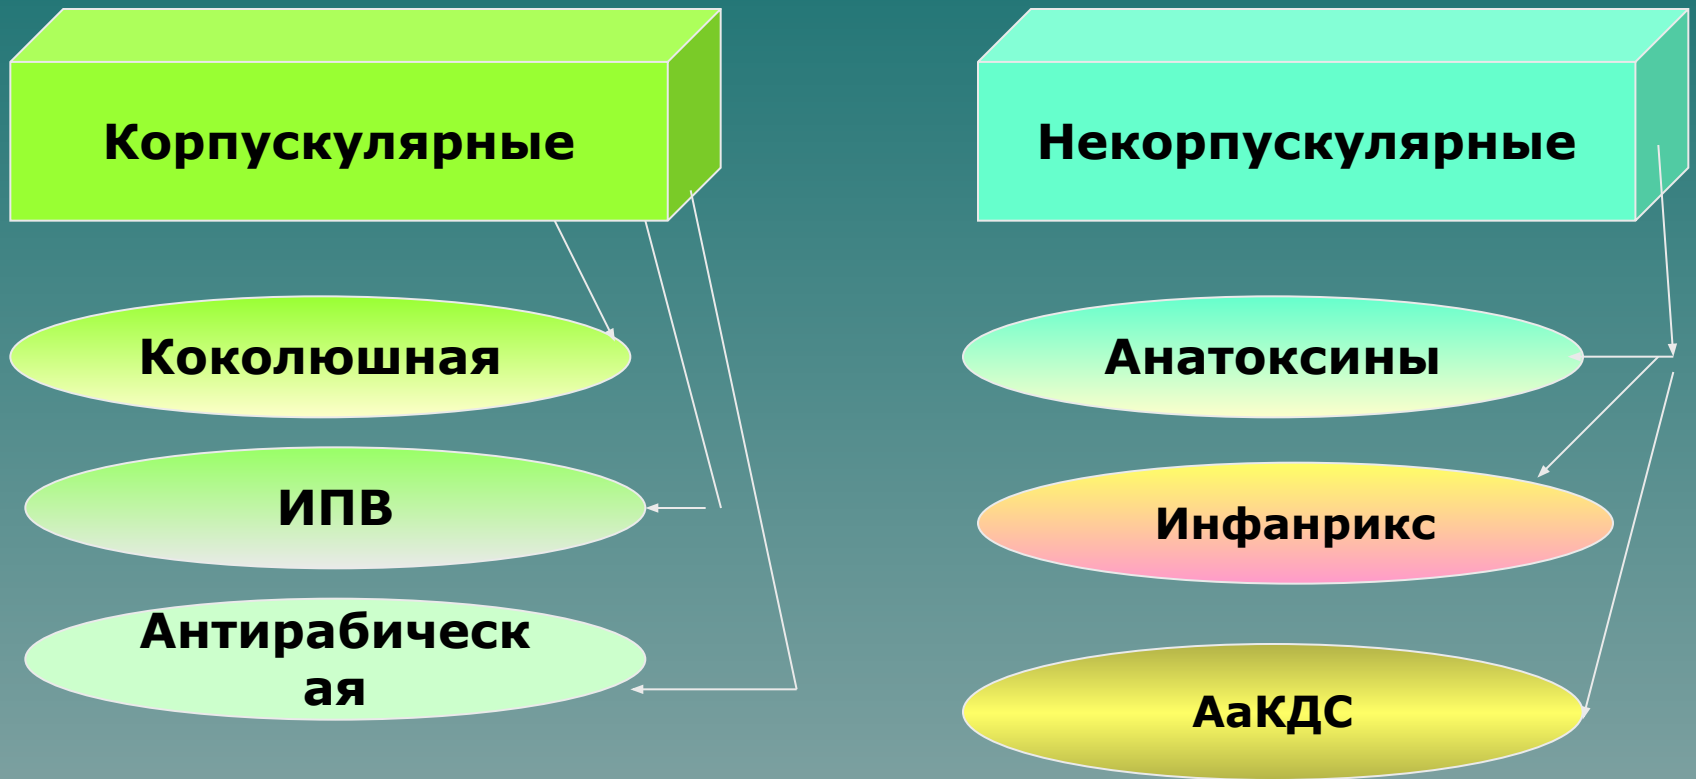 Корпускулярные
Некорпускулярные
Коколюшная
Анатоксины
ИПВ
Инфанрикс
Антирабическ
ая
АаКДС